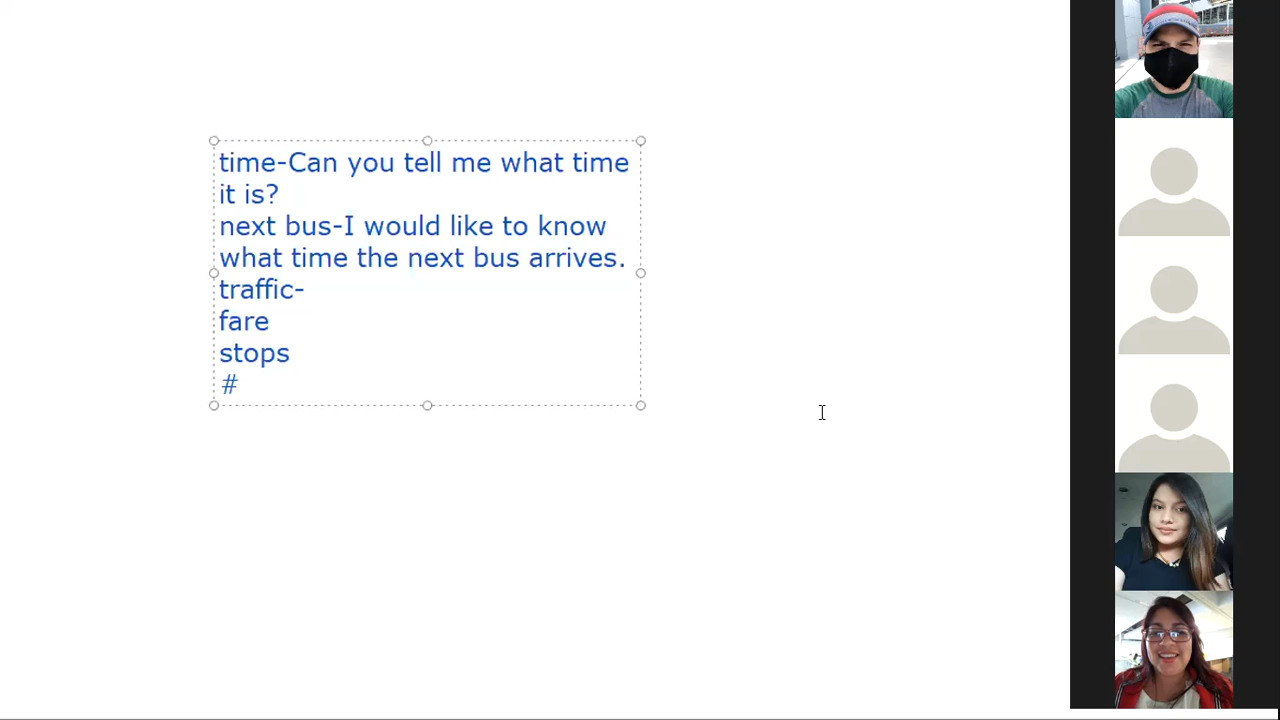 time-Can you tell me what time
it is?
next bus-I would like to know
what time the next bus arrives.
traffic-
fare
stops
#